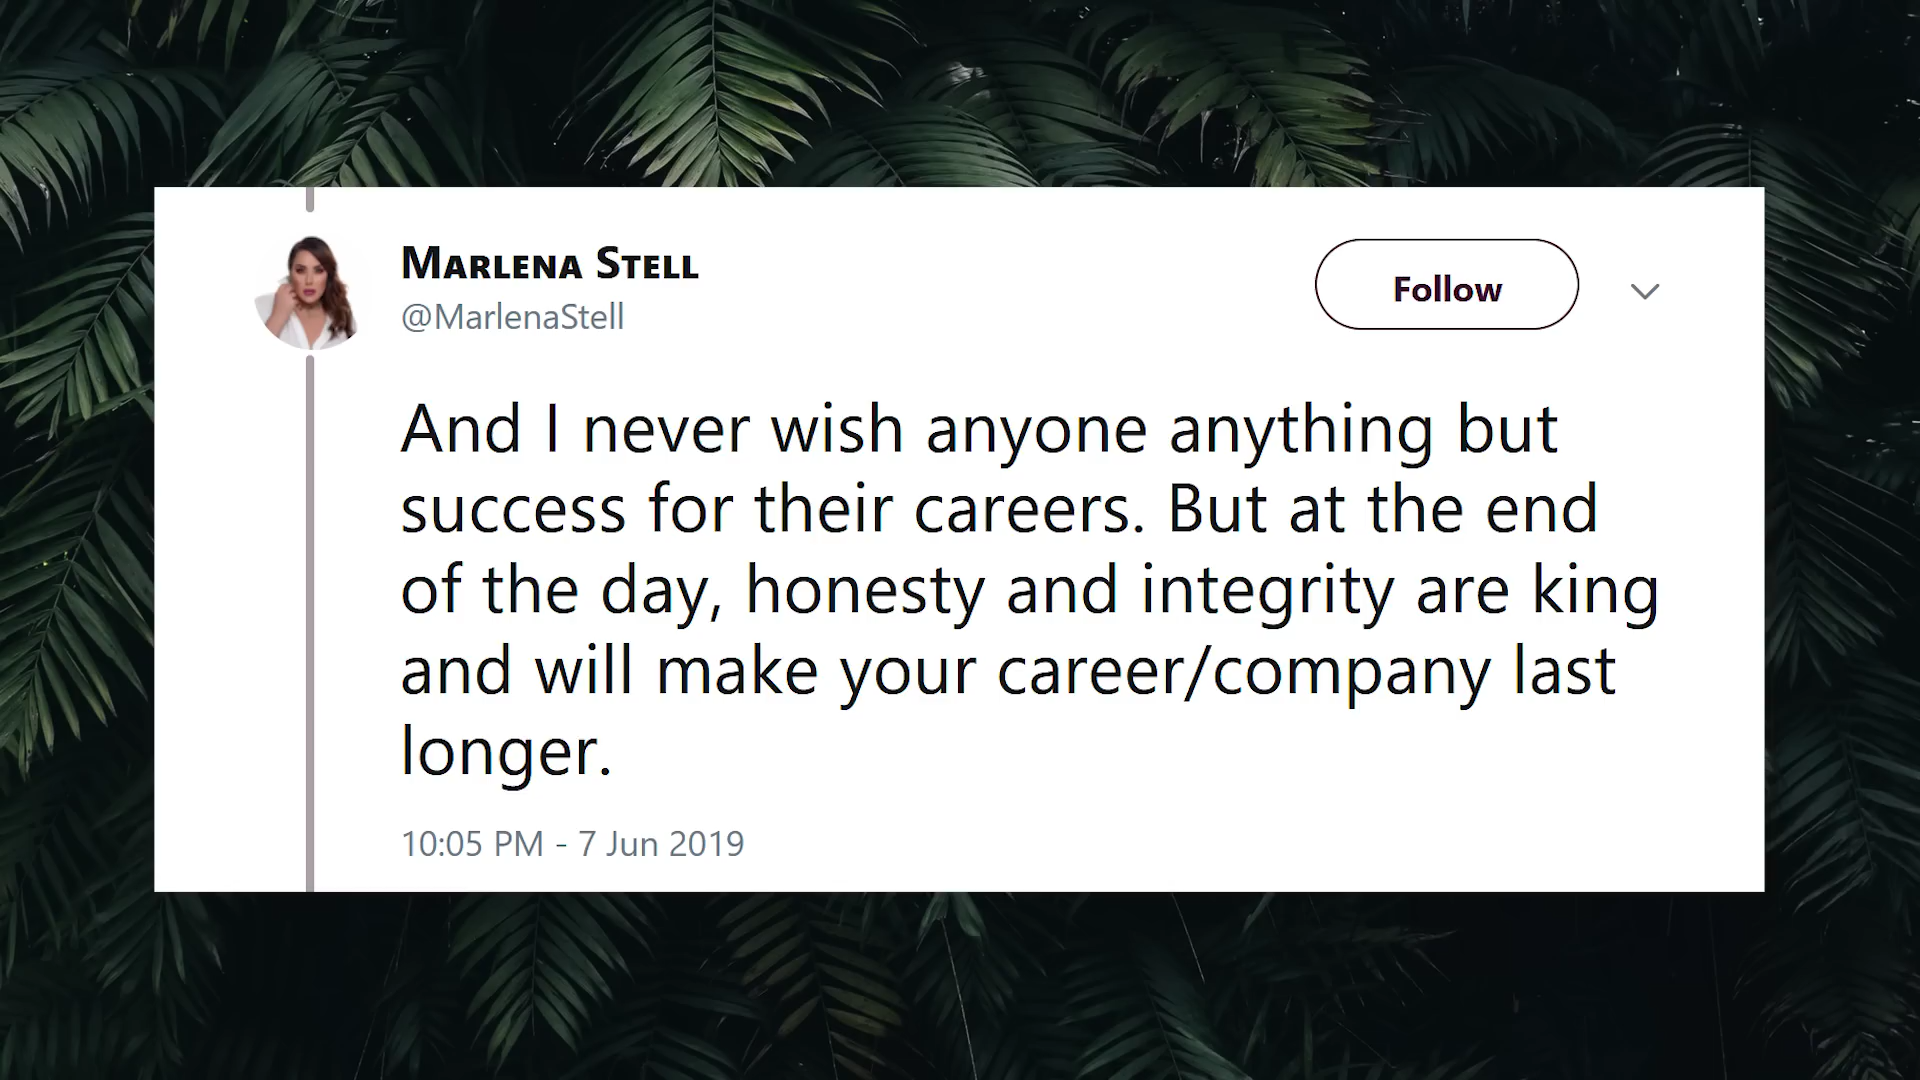 Marlena Stell
@MarlenaStell
Follow
And I never wish anyone anything but
success for their careers. But at the end
of the day, honesty and integrity are king
and will make your career/company last
longer.
10:05 PM - 7 Jun 2019